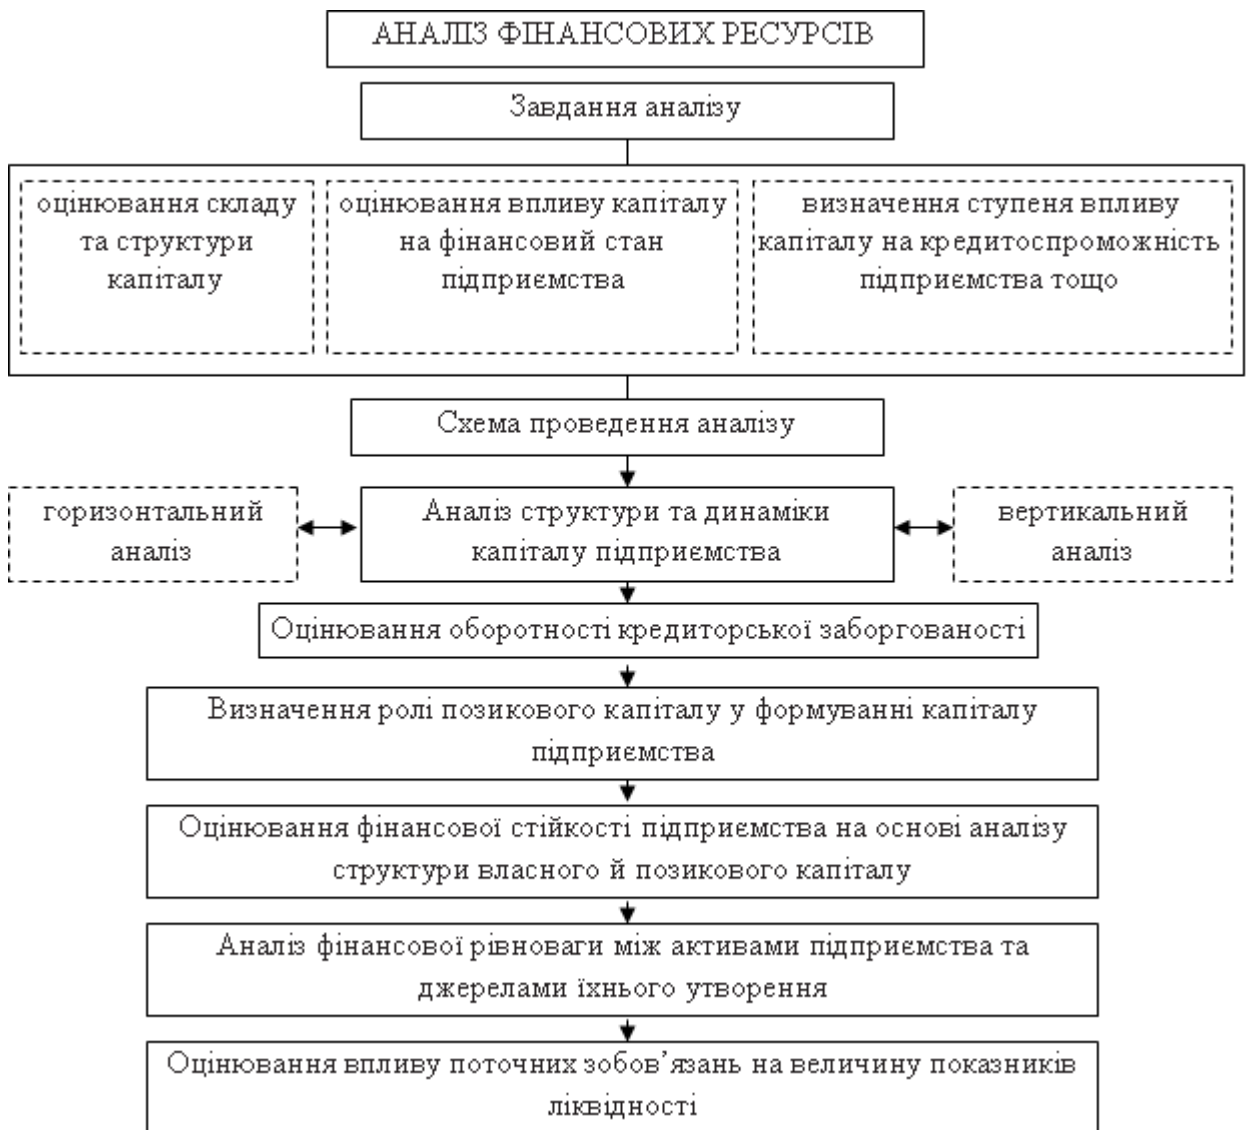 АНАЛІЗ ФІНАНСОВИХ РЕСУРСІВ
Завдання аналізу
оцінювання складу
та структури
капіталу
оцінювання впливу капіталу
на фінансовий стан
підприємства
визначення ступеня впливу
капіталу на кредитоспроможність
підприємства тощо
Схема проведення аналізу
горизонтальний
аналіз
Аналіз структури та динаміки
капіталу підприємства
вертикальний
аналіз
Оцінювання оборотності кредиторської заборгованості
Визначення ролі позикового капіталу у формуванні капіталу
підприємства
Оцінювання фінансової стійкості підприємства на основі аналізу
структури власного й позикового капіталу
Аналіз фінансової рівноваги між активами підприємства та
джерелами їхнього утворення
Оцінювання впливу поточних зобов’язань на величину показників
ліквідності